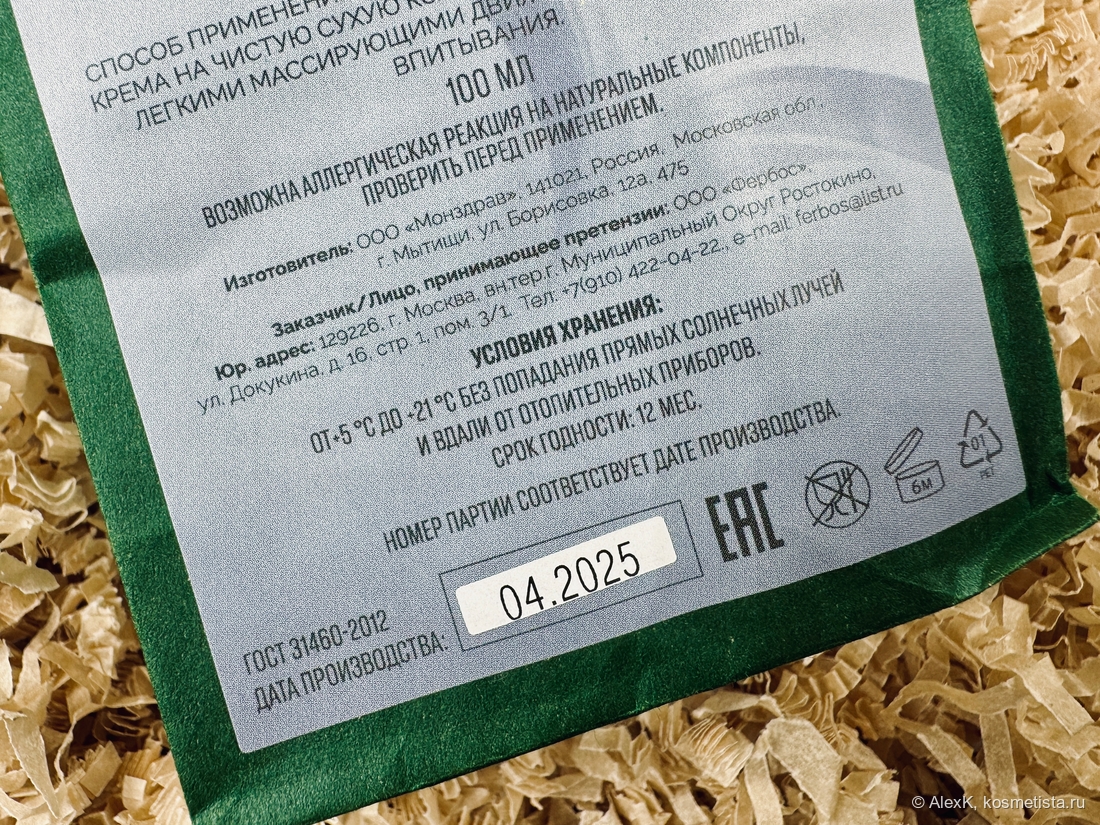 СПОСОБ ПРИМЕНЕНИ
КРЕМА НА ЧИСТУЮ СУХУЮ
ЛЕГКИМИ МАССИРУЮЩИМИ
ВПИТЫВАНИЯ.
100 МЛ
ВОЗМОЖНА АЛЛЕРГИЧЕСКАЯ РЕАКЦИЯ НА НАТУРАЛЬНЫЕ КОМПОНЕНТЫ,
ПРОВЕРИТЬ ПЕРЕД ПРИМЕНЕНИЕМ.
Изготовитель: ООО «Монздрав», 141021, Россия, Московская обл.,
г. Мытищи, ул. Борисовка, 12а, 475
Заказчик/Лицо, принимающее претензии: ООО «Фербос»,
Юр. адрес: 129226, г. Москва, вн.тер.г. Муниципальный Округ Ростокино,
ул. Докукина, д. 16, стр. 1, пом. 3/1. Тел: +7(910) 422-04-22., e-mail: ferbos@list.ru
УСЛОВИЯ ХРАНЕНИЯ:
ОТ+5 °C ДО +21 °C БЕЗ ПОПАДАНИЯ ПРЯМЫХ СОЛНЕЧНЫХ ЛУЧЕЙ
И ВДАЛИ ОТ ОТОПИТЕЛЬНЫХ ПРИБОРОВ.
СРОК ГОДНОСТИ: 12 МЕС.
НОМЕР ПАРТИИ СООТВЕТСТВУЕТ ДАТЕ ПРОИЗВОДСТВА.
EAC
6м
01
PET
ГОСТ 31460-2012
ДАТА ПРОИЗВОДСТВА: 04.2025
© AlexK, kosmetista.ru